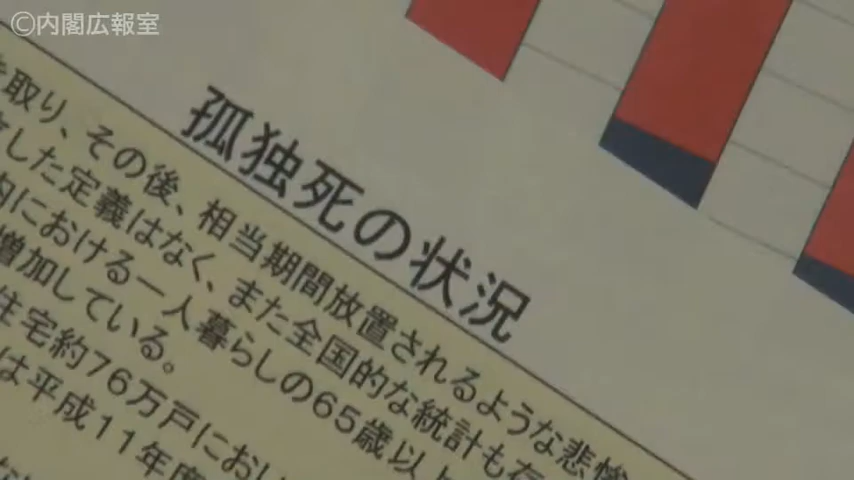 ©内閣広報室
孤独死の状況
取り、その後、相当期間放置されるような悲惨
した定義はなく、また全国的な統計も存
における一人暮らしの65歳以上
増加している。
住宅約76万戸におい
は平成11年度